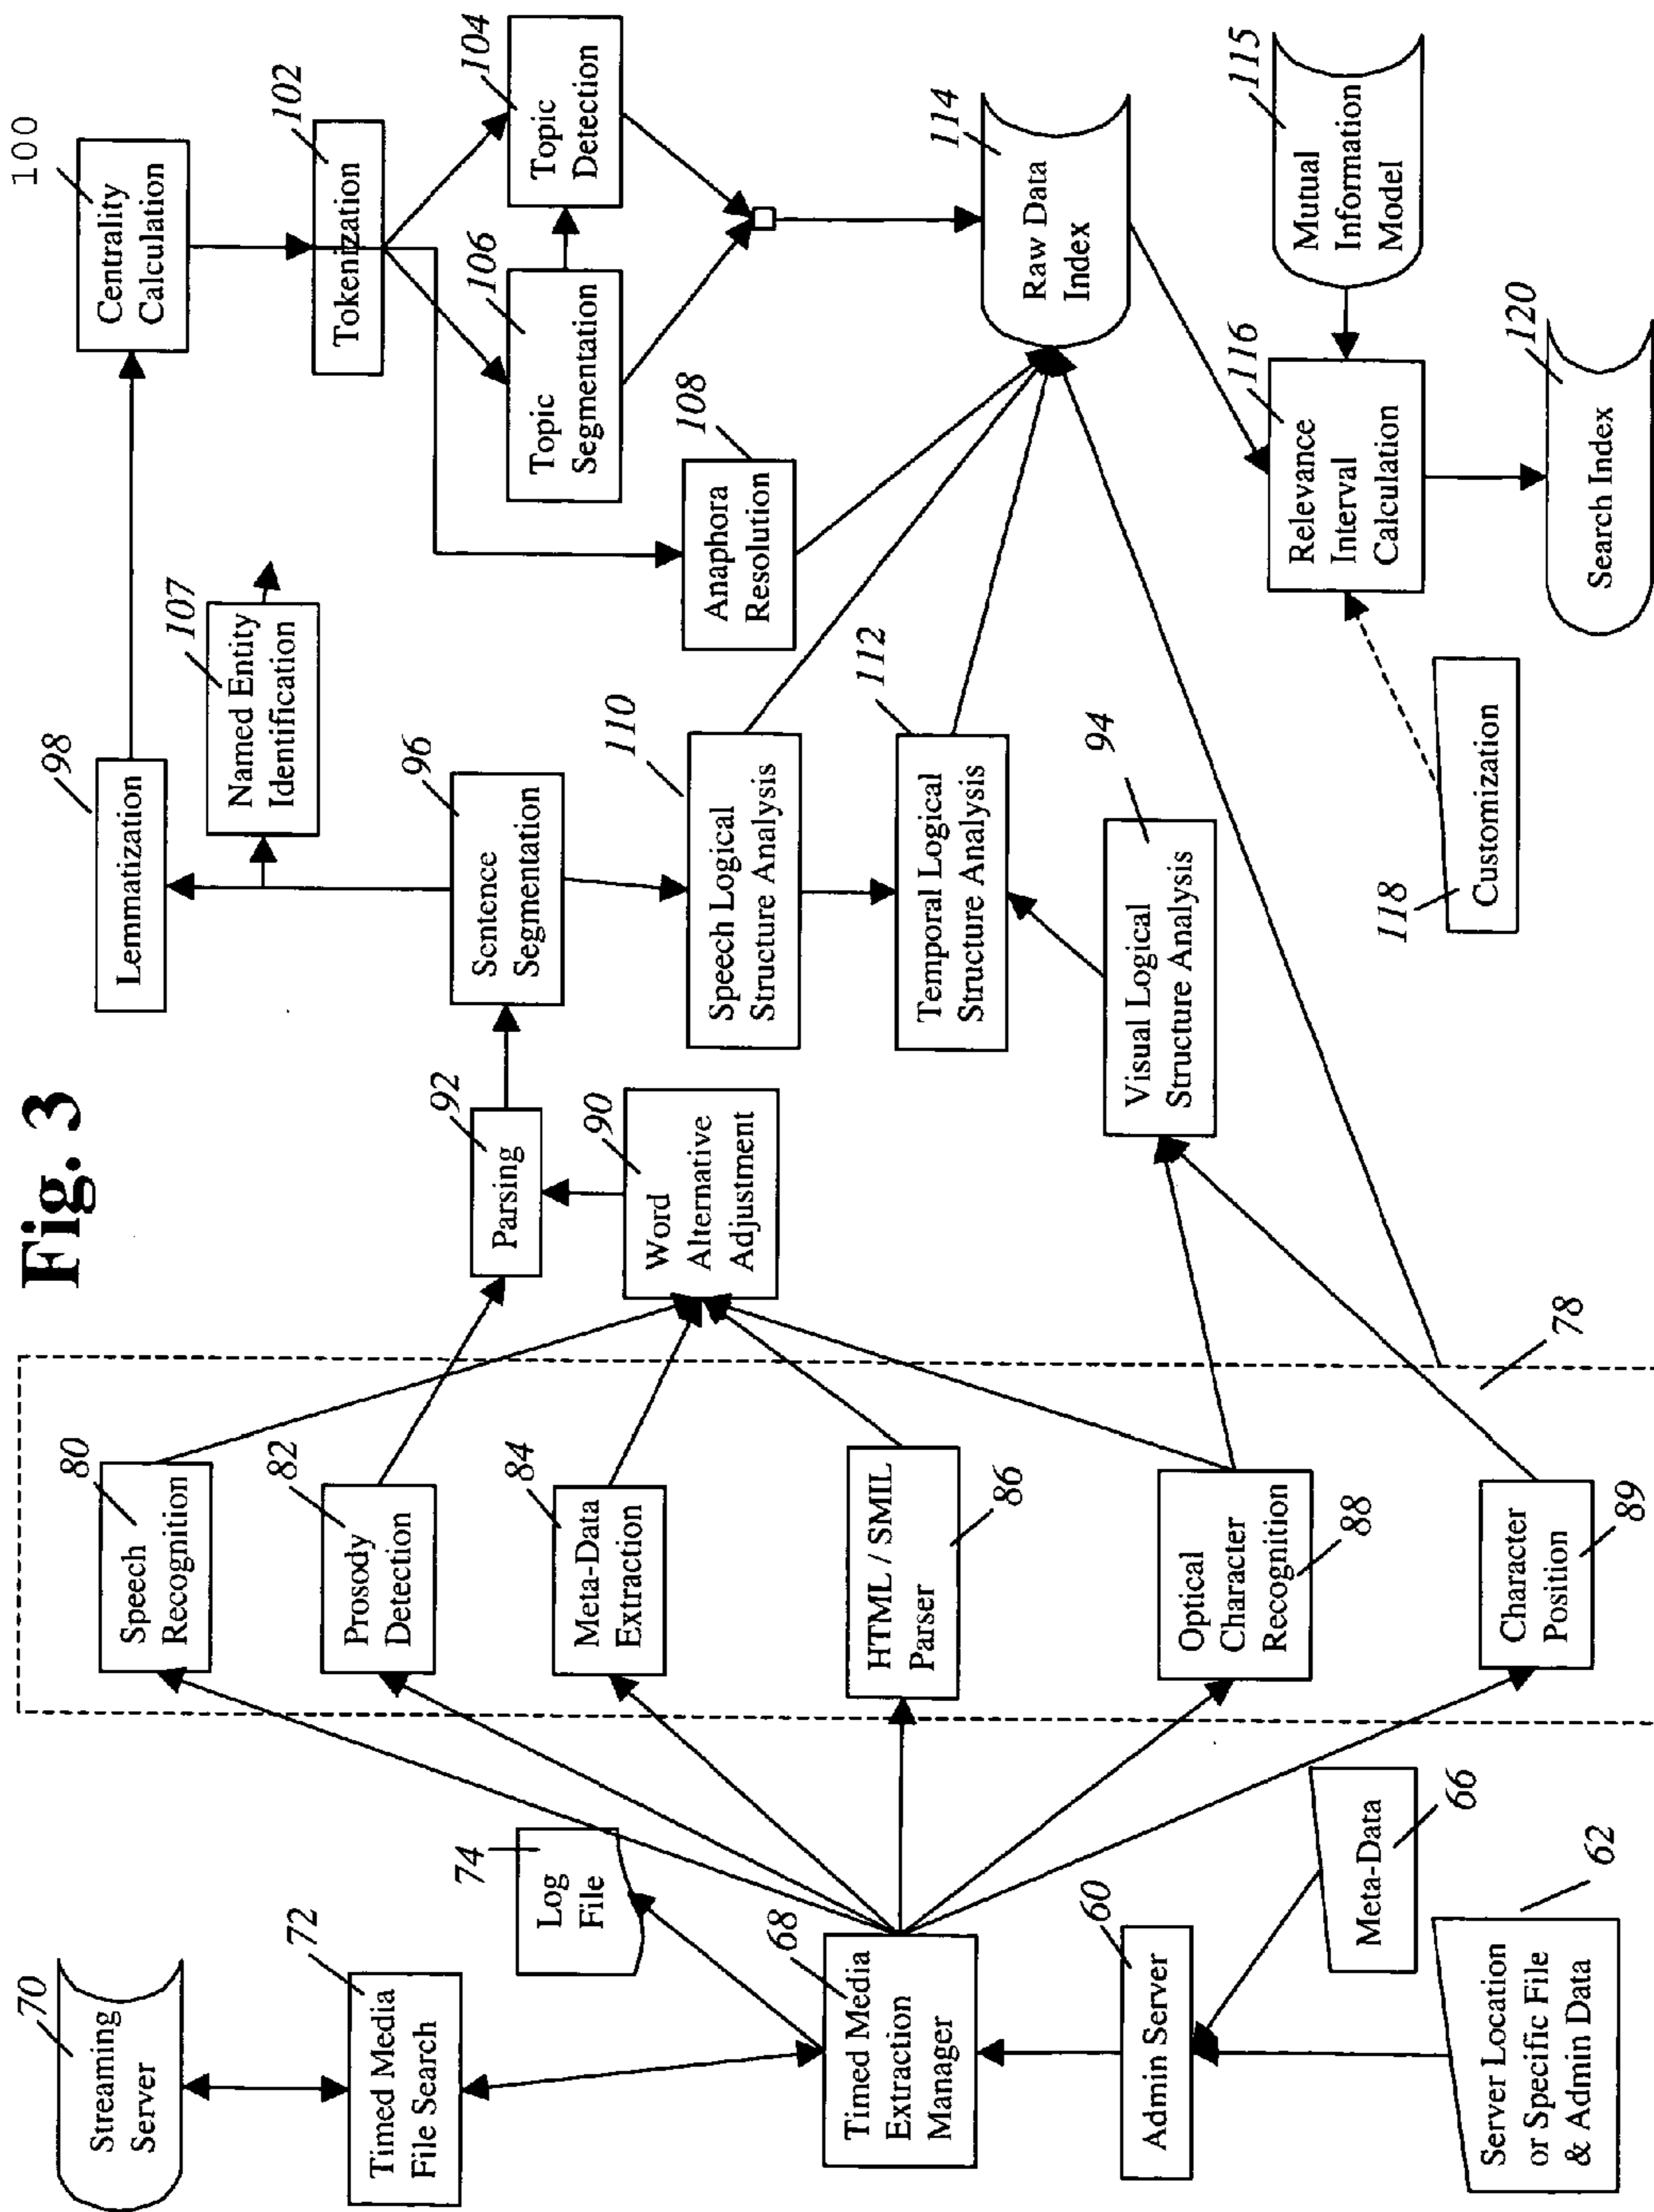 Fig. 3
70
Streaming
Server
72
Timed Media
File Search
74
Log
File
68
Timed Media
Extraction
Manager
60
Admin Server
66
Meta-Data
62
Server Location
or Specific File
& Admin Data
80
Speech
Recognition
82
Prosody
Detection
84
Meta-Data
Extraction
HTML / SMIL
Parser
86
Optical
Character
Recognition
88
Character
Position
89
78
92
Parsing
90
Word
Alternative
Adjustment
98
Lemmatization
107
Named Entity
Identification
96
Sentence
Segmentation
110
Speech Logical
Structure Analysis
112
Temporal Logical
Structure Analysis
94
Visual Logical
Structure Analysis
100
Centrality
Calculation
102
Tokenization
104
Topic
Detection
106
Topic
Segmentation
108
Anaphora
Resolution
114
Raw Data
Index
115
Mutual
Information
Model
116
Relevance
Interval
Calculation
118
Customization
120
Search Index